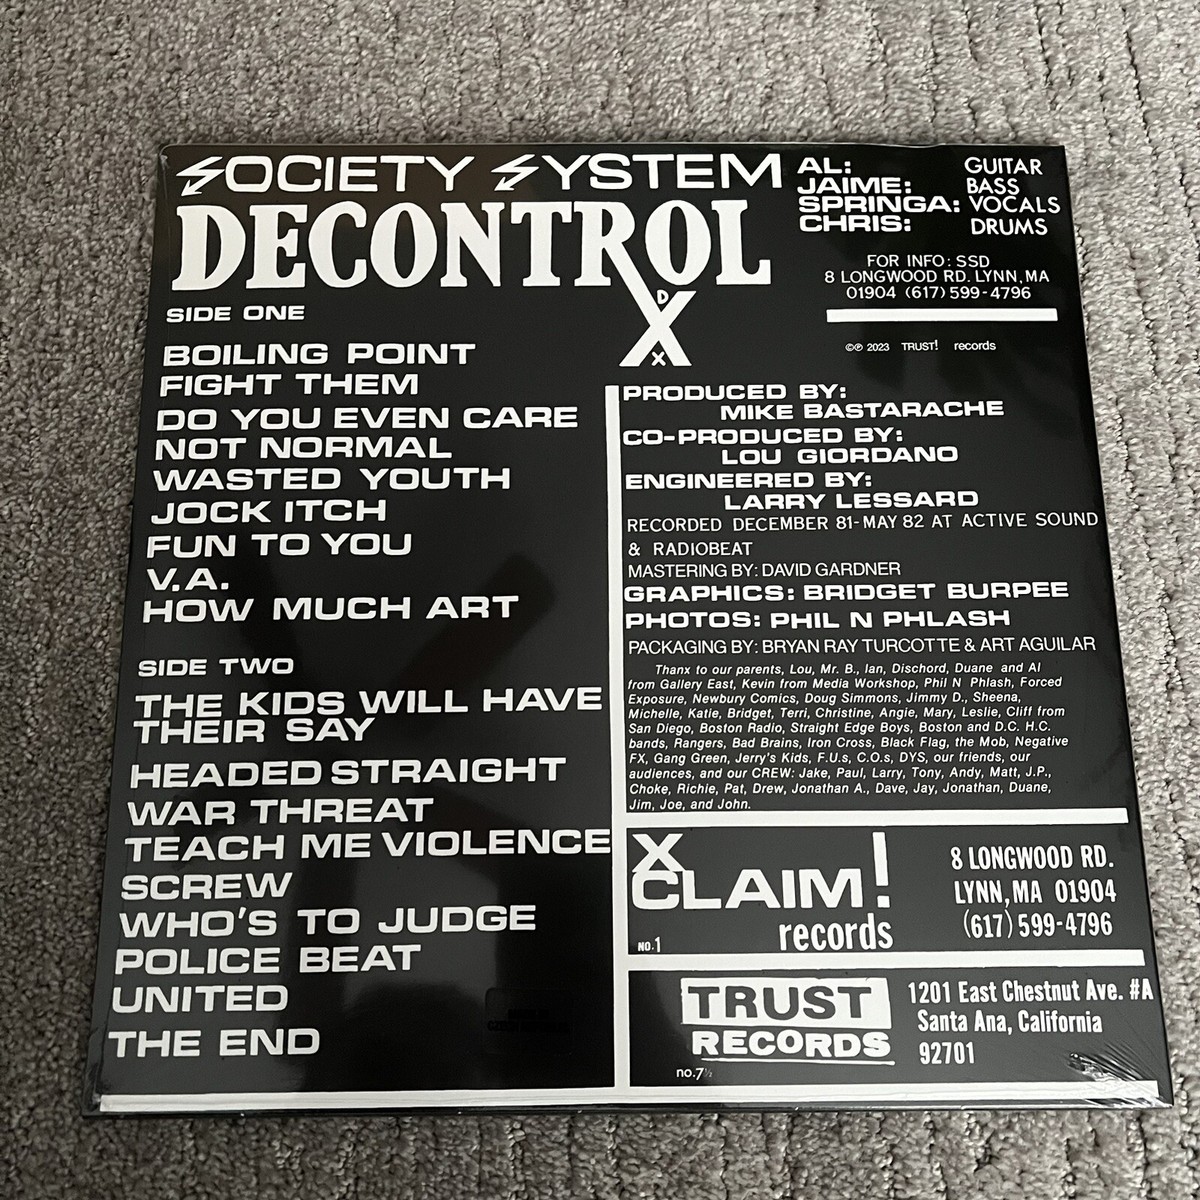 SOCIETY SYSTEM
DECONTROL
D
X
X
AL: GUITAR
JAIME: BASS
SPRINGA: VOCALS
CHRIS: DRUMS
FOR INFO: SSD
8 LONGWOOD RD. LYNN, MA
01904 (617) 599-4796
©℗ 2023 TRUST! records
SIDE ONE
BOILING POINT
FIGHT THEM
DO YOU EVEN CARE
NOT NORMAL
WASTED YOUTH
JOCK ITCH
FUN TO YOU
V.A.
HOW MUCH ART
SIDE TWO
THE KIDS WILL HAVE
THEIR SAY
HEADED STRAIGHT
WAR THREAT
TEACH ME VIOLENCE
SCREW
WHO'S TO JUDGE
POLICE BEAT
UNITED
THE END
PRODUCED BY:
MIKE BASTARACHE
CO-PRODUCED BY:
LOU GIORDANO
ENGINEERED BY:
LARRY LESSARD
RECORDED DECEMBER 81-MAY 82 AT ACTIVE SOUND
& RADIOBEAT
MASTERING BY: DAVID GARDNER
GRAPHICS: BRIDGET BURPEE
PHOTOS: PHIL N PHLASH
PACKAGING BY: BRYAN RAY TURCOTTE & ART AGUILAR
Thanx to our parents, Lou, Mr. B., Ian, Dischord, Duane and Al
from Gallery East, Kevin from Media Workshop, Phil N Phlash, Forced
Exposure, Newbury Comics, Doug Simmons, Jimmy D., Sheena,
Michelle, Katie, Bridget, Terri, Christine, Angie, Mary, Leslie, Cliff from
San Diego, Boston Radio, Straight Edge Boys, Boston and D.C. H.C.
bands, Rangers, Bad Brains, Iron Cross, Black Flag, the Mob, Negative
FX, Gang Green, Jerry's Kids, F.U.s, C.O.s, DYS, our friends, our
audiences, and our CREW: Jake, Paul, Larry, Tony, Andy, Matt, J.P.,
Choke, Richie, Pat, Drew, Jonathan A., Dave, Jay, Jonathan, Duane,
Jim, Joe, and John.
X
CLAIM!
records
NO.1
8 LONGWOOD RD.
LYNN, MA 01904
(617) 599-4796
TRUST
RECORDS
no.7½
1201 East Chestnut Ave. #A
Santa Ana, California
92701